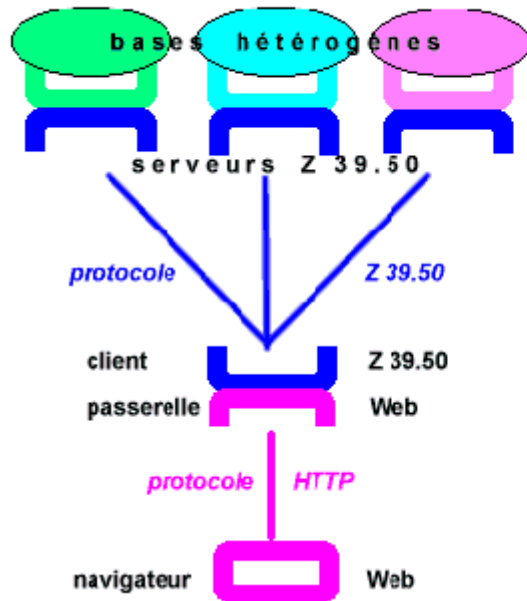 bases hétérogènes
serveurs Z 39.50
protocole Z 39.50
client Z 39.50
passerelle Web
protocole HTTP
navigateur Web